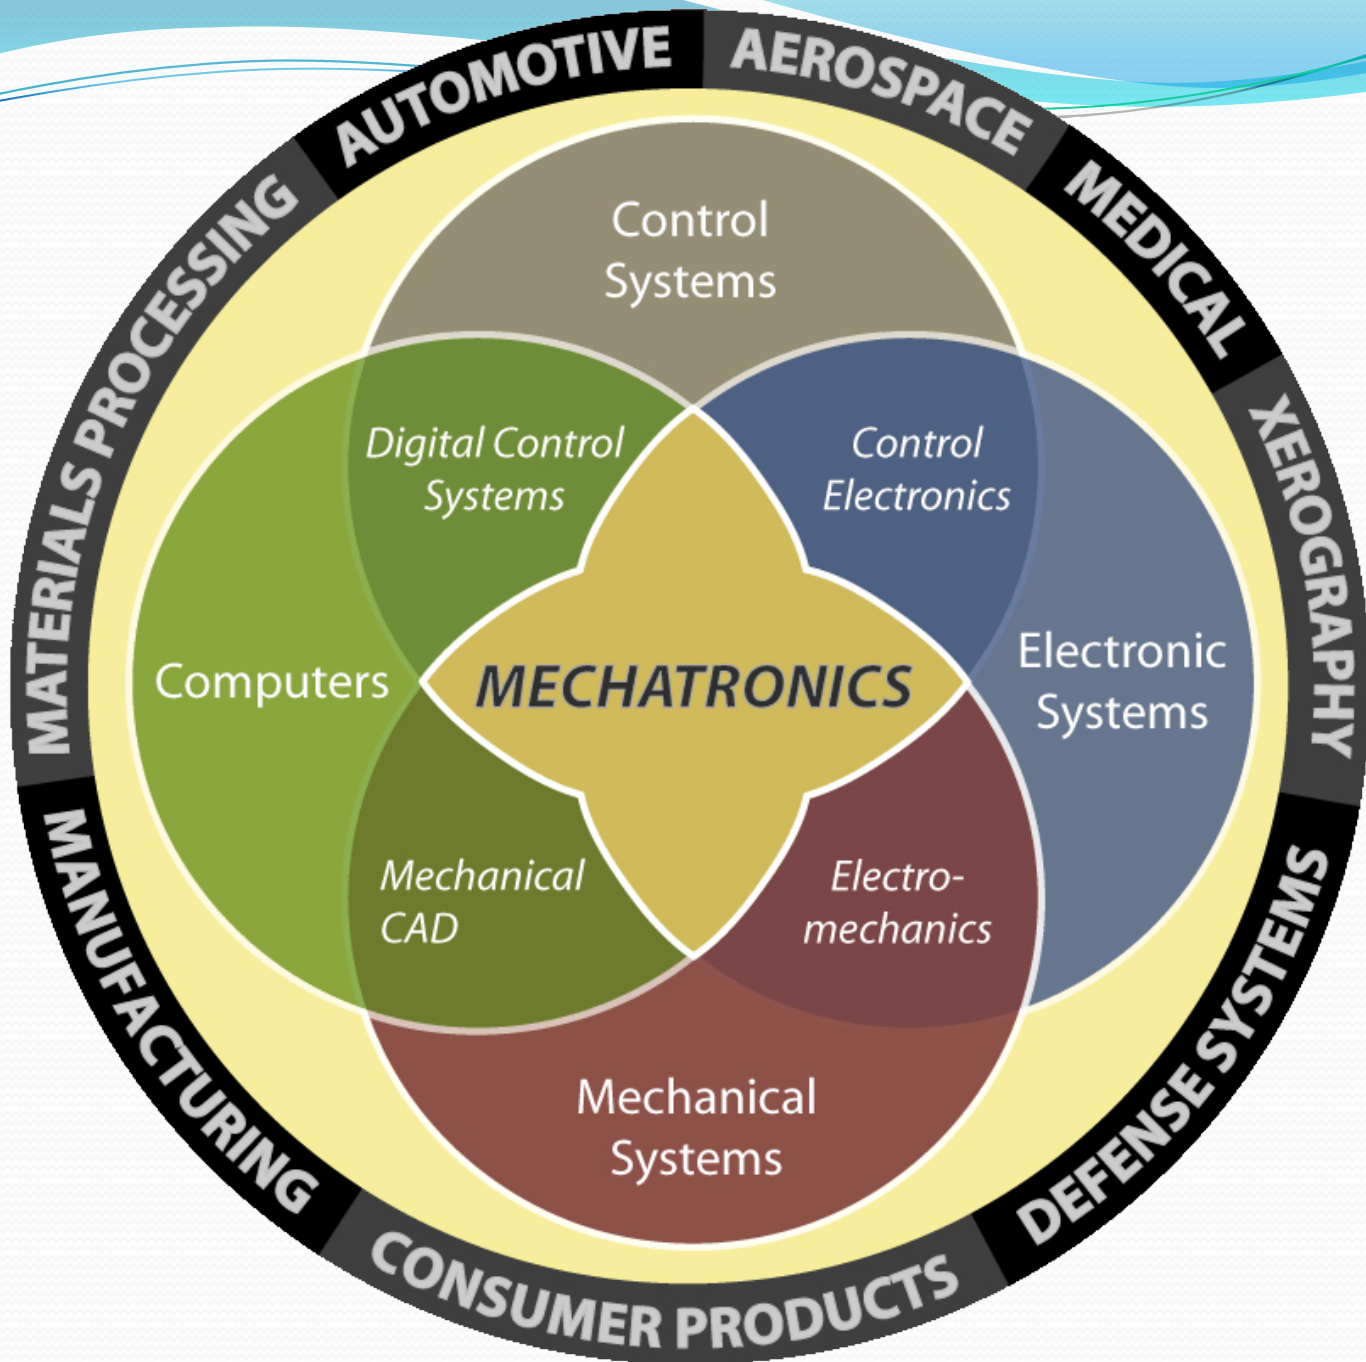 AUTOMOTIVE
AEROSPACE
MEDICAL
XEROGRAPHY
DEFENSE SYSTEMS
CONSUMER PRODUCTS
MANUFACTURING
MATERIALS PROCESSING
Control
Systems
Digital Control
Systems
Control
Electronics
Computers
MECHATRONICS
Electronic
Systems
Mechanical
CAD
Electro-
mechanics
Mechanical
Systems